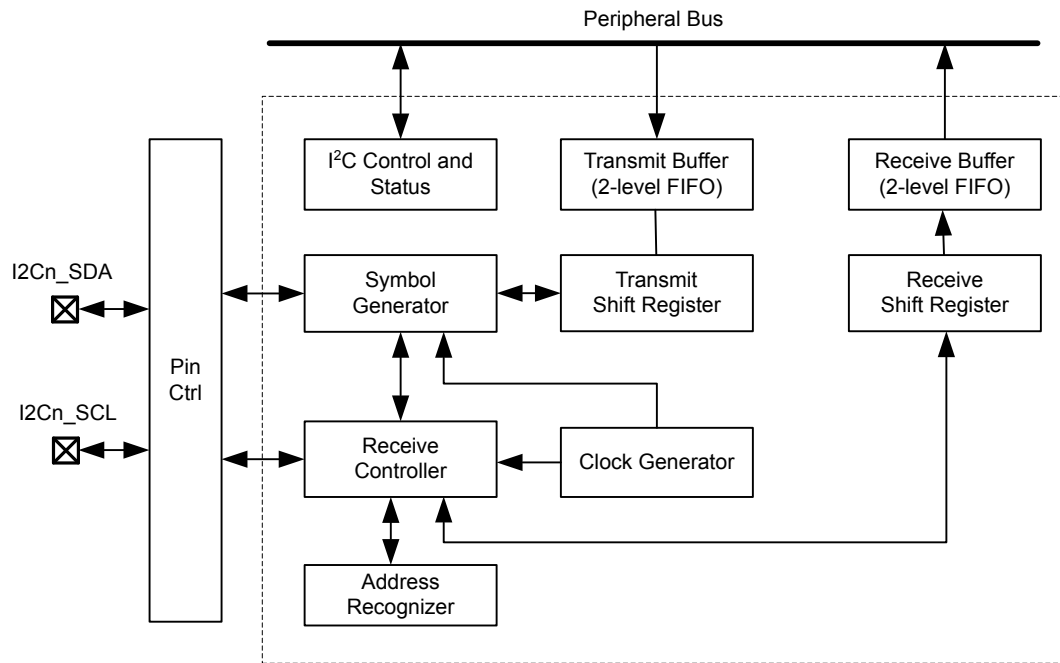 Peripheral Bus
I²C Control and
Status
Transmit Buffer
(2-level FIFO)
Receive Buffer
(2-level FIFO)
I2Cn_SDA
Symbol
Generator
Transmit
Shift Register
Receive
Shift Register
Pin
Ctrl
I2Cn_SCL
Receive
Controller
Clock Generator
Address
Recognizer